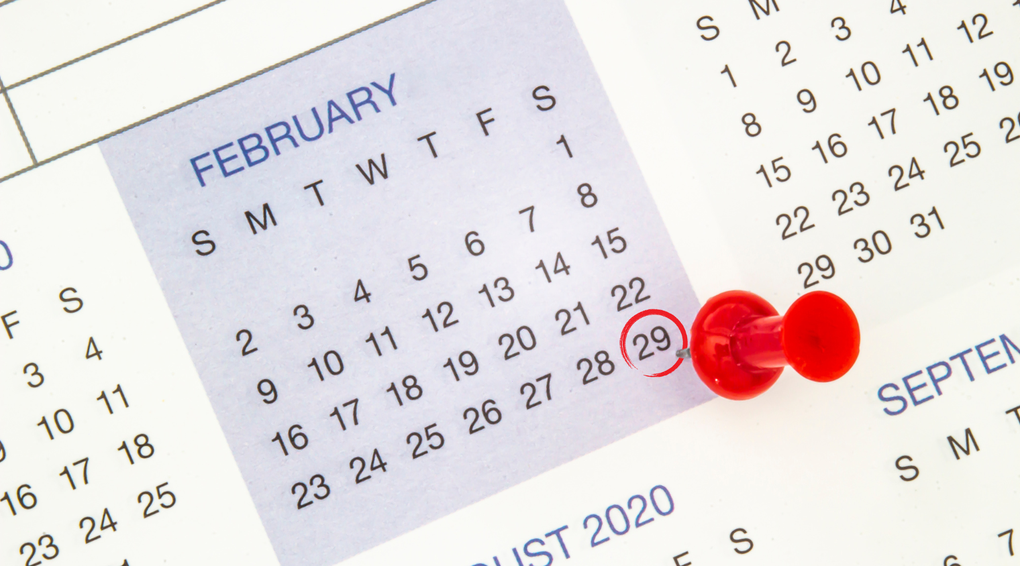 FEBRUARY
S M T W T F S
1
2 3 4 5 6 7 8
9 10 11 12 13 14 15
16 17 18 19 20 21 22
23 24 25 26 27 28 29
S M
1 2 3 4
8 9 10 11 12
15 16 17 18 19
22 23 24 25
29 30 31
F S
3 4
10 11
16 17 18
23 24 25
2020
S
S M
7